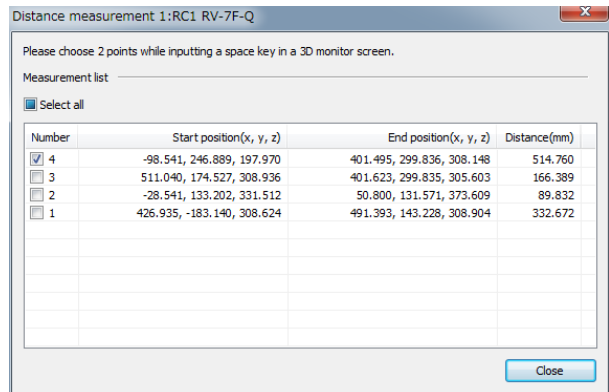 Distance measurement 1:RC1 RV-7F-Q
Please choose 2 points while inputting a space key in a 3D monitor screen.
Measurement list
Select all
Number Start position(x, y, z) End position(x, y, z) Distance(mm)
4 -98.541, 246.889, 197.970 401.495, 299.836, 308.148 514.760
3 511.040, 174.527, 308.936 401.623, 299.835, 305.603 166.389
2 -28.541, 133.202, 331.512 50.800, 131.571, 373.609 89.832
1 426.935, -183.140, 308.624 491.393, 143.228, 308.904 332.672
Close